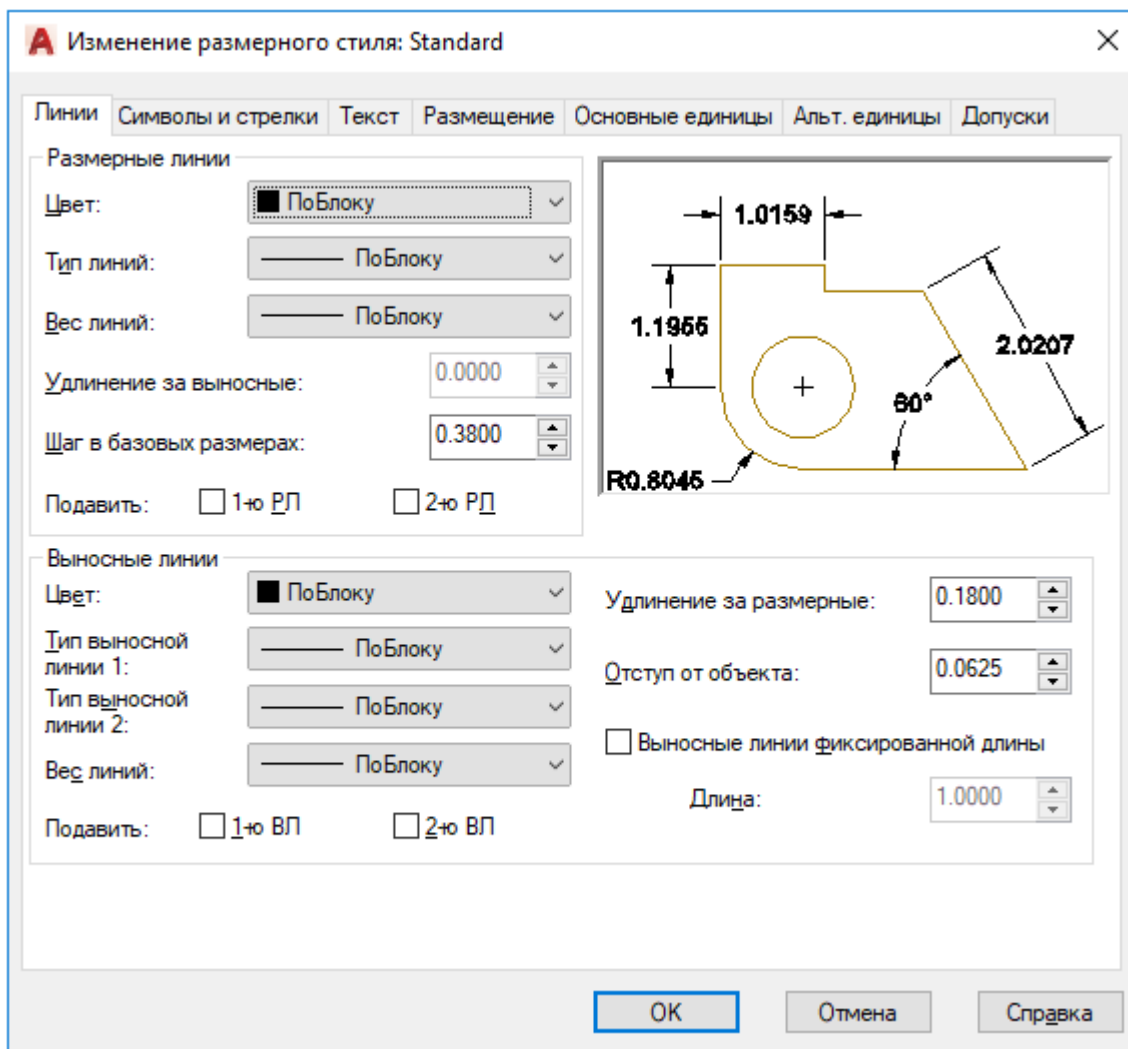 Изменение размерного стиля: Standard
Линии Символы и стрелки Текст Размещение Основные единицы Альт. единицы Допуски
Размерные линии
Цвет: ПоБлоку
Тип линий: ПоБлоку
Вес линий: ПоБлоку
Удлинение за выносные: 0.0000
Шаг в базовых размерах: 0.3800
Подавить: 1-ю РЛ 2-ю РЛ
1.0159
1.1955
2.0207
60°
R0.8045
Выносные линии
Цвет: ПоБлоку
Тип выносной
линии 1: ПоБлоку
Тип выносной
линии 2: ПоБлоку
Вес линий: ПоБлоку
Подавить: 1-ю ВЛ 2-ю ВЛ
Удлинение за размерные: 0.1800
Отступ от объекта: 0.0625
Выносные линии фиксированной длины
Длина: 1.0000
OK Отмена Справка